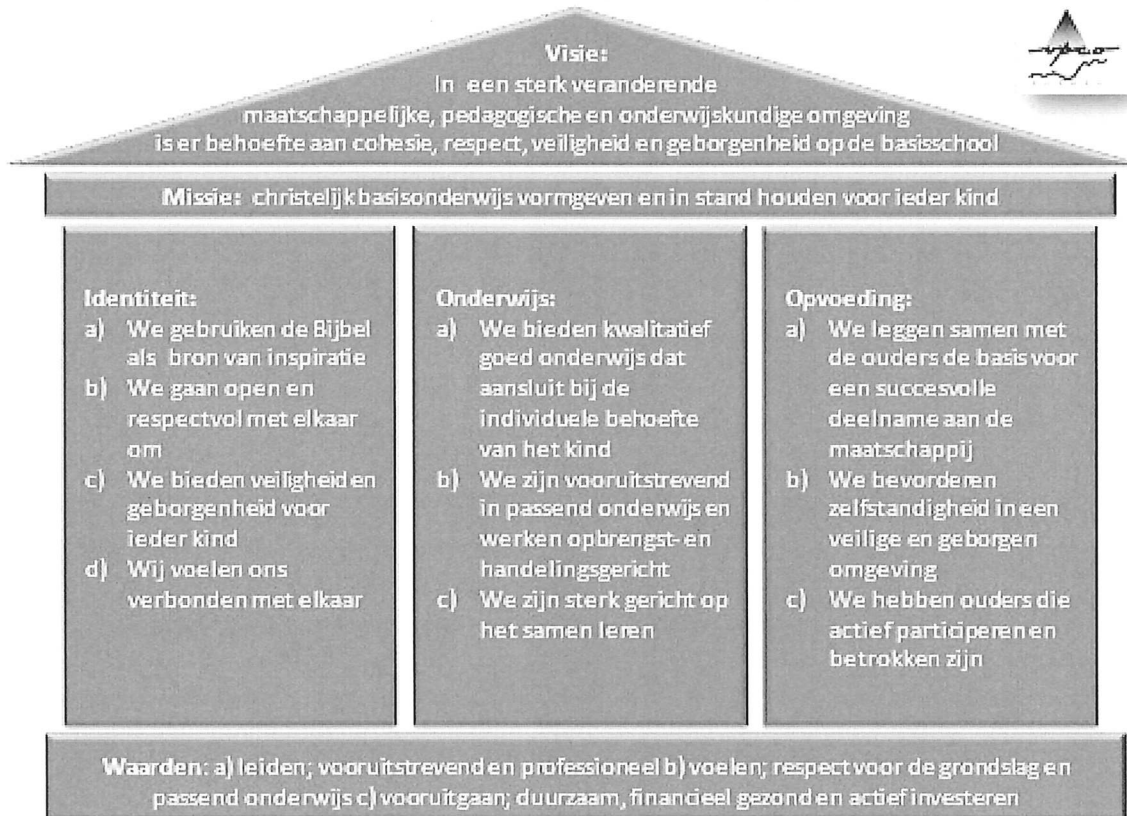 Visie:
In een sterk veranderende
maatschappelijke, pedagogische en onderwijskundige omgeving
is er behoefte aan cohesie, respect, veiligheid en geborgenheid op de basisschool
vpco
Missie: christelijk basisonderwijs vormgeven en in stand houden voor ieder kind
Identiteit:
a) We gebruiken de Bijbel
als bron van inspiratie
b) We gaan open en
respectvol met elkaar
om
c) We bieden veiligheid en
geborgenheid voor
ieder kind
d) Wij voelen ons
verbonden met elkaar
Onderwijs:
a) We bieden kwalitatief
goed onderwijs dat
aansluit bij de
individuele behoefte
van het kind
b) We zijn vooruitstrevend
in passend onderwijs en
werken opbrengst- en
handelingsgericht
c) We zijn sterk gericht op
het samen leren
Opvoeding:
a) We leggen samen met
de ouders de basis voor
een succesvolle
deelname aan de
maatschappij
b) We bevorderen
zelfstandigheid in een
veilige en geborgen
omgeving
c) We hebben ouders die
actief participeren en
betrokken zijn
Waarden: a) leiden; vooruitstrevend en professioneel b) voelen; respect voor de grondslag en
passend onderwijs c) vooruitgaan; duurzaam, financieel gezond en actief investeren